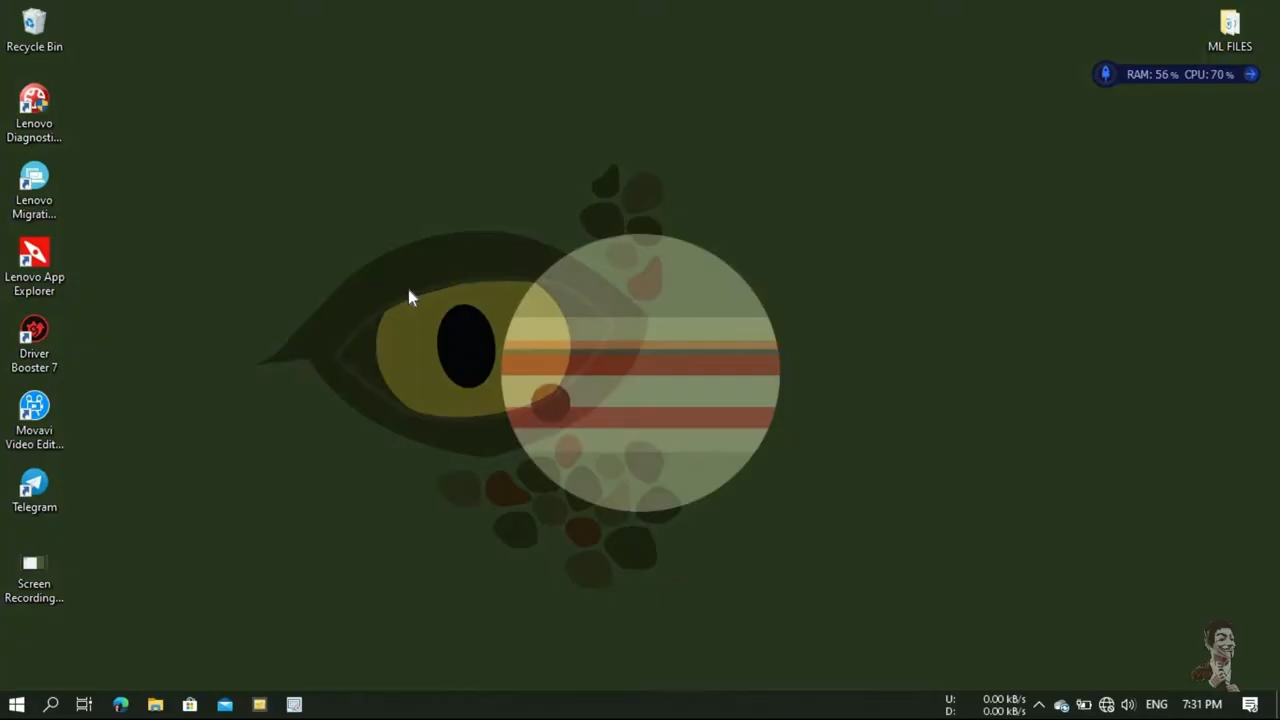 Recycle Bin
Lenovo
Diagnosti...
Lenovo
Migrati...
Lenovo App
Explorer
Driver
Booster 7
Movavi
Video Edit...
Telegram
Screen
Recording...
ML FILES
RAM: 56 % CPU: 70 %
U: 0.00 kB/s
D: 0.00 kB/s
ENG
7:31 PM